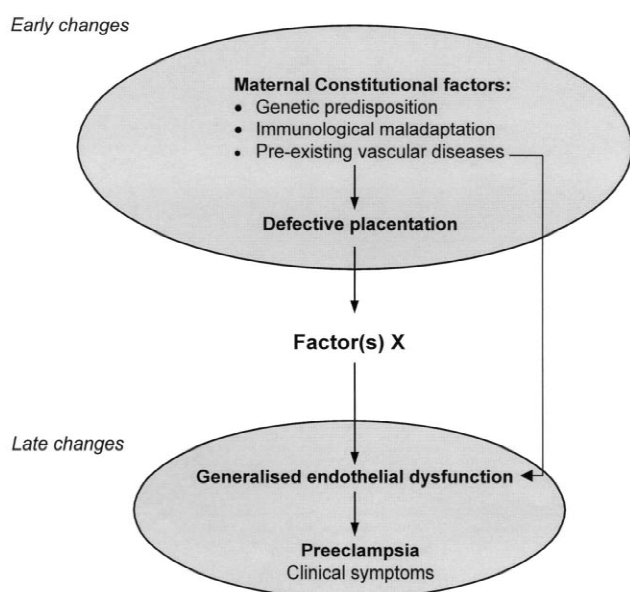 Early changes
Maternal Constitutional factors:
• Genetic predisposition
• Immunological maladaptation
• Pre-existing vascular diseases
Defective placentation
Factor(s) X
Late changes
Generalised endothelial dysfunction
Preeclampsia
Clinical symptoms